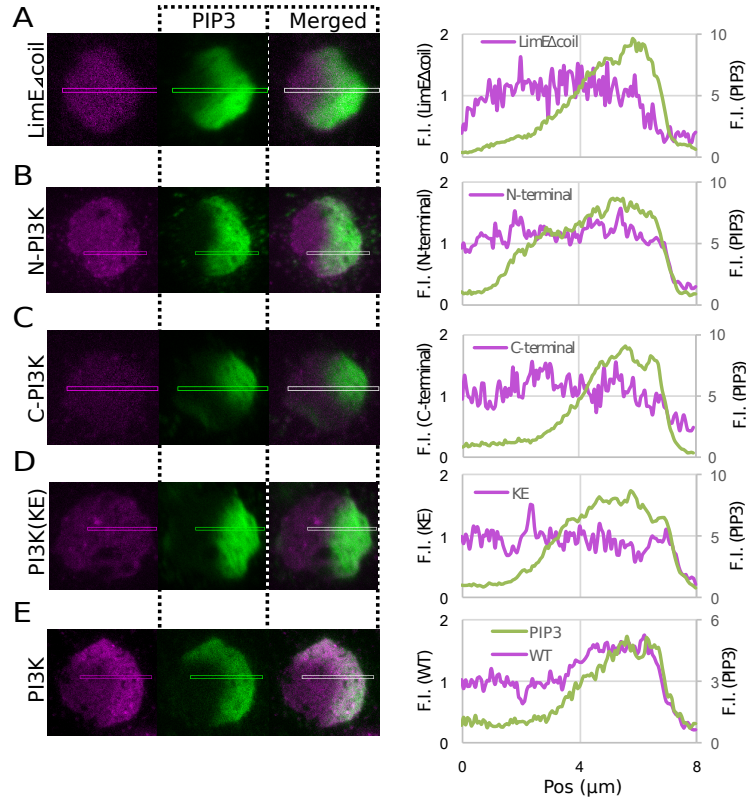 A
PIP3
Merged
LimE⊿coil
B
N-PI3K
C
C-PI3K
D
PI3K(KE)
E
PI3K
LimEΔcoil
F.I. (LimEΔcoil)
2
1
0
10
5
0
F.I. (PIP3)
N-terminal
F.I. (N-terminal)
2
1
0
10
5
0
F.I. (PIP3)
C-terminal
F.I. (C-terminal)
2
1
0
10
5
0
F.I. (PIP3)
KE
F.I. (KE)
2
1
0
10
5
0
F.I. (PIP3)
PIP3
WT
F.I. (WT)
2
1
0
6
3
0
F.I. (PIP3)
0 4 8
Pos (μm)